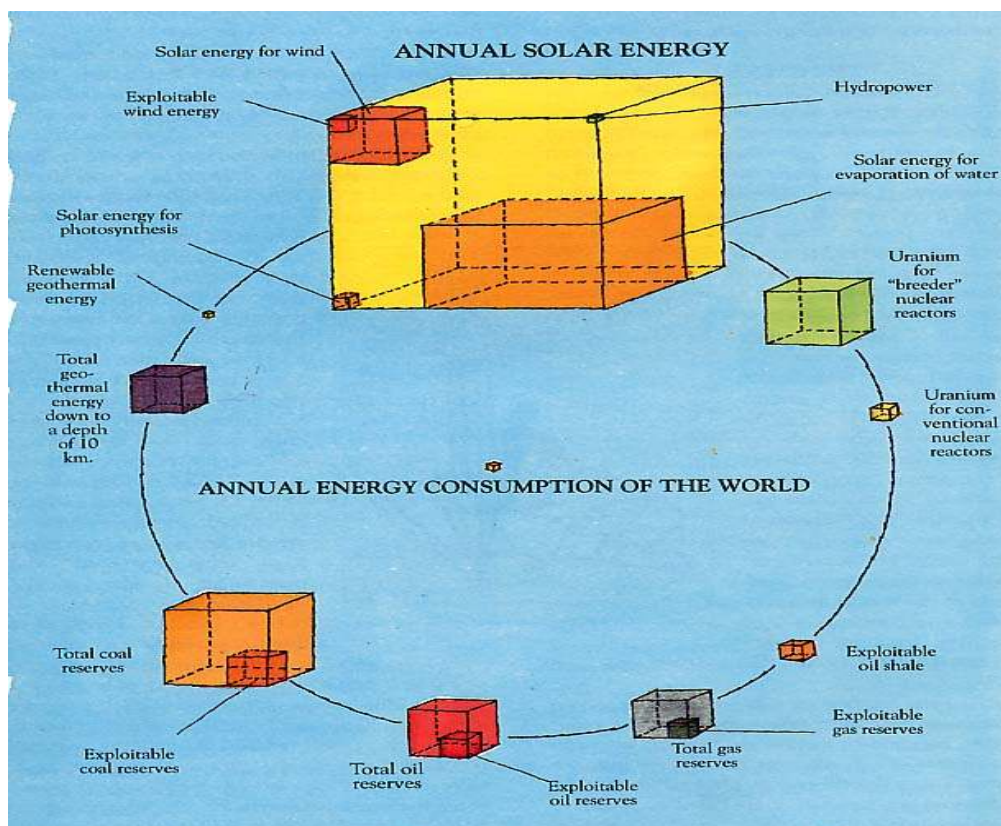 Solar energy for wind
ANNUAL SOLAR ENERGY
Exploitable
wind energy
Hydropower
Solar energy for
evaporation of water
Solar energy for
photosynthesis
Renewable
geothermal
energy
Uranium
for
"breeder"
nuclear
reactors
Total
geo-
thermal
energy
down to
a depth
of 10
km.
Uranium
for con-
ventional
nuclear
reactors
ANNUAL ENERGY CONSUMPTION OF THE WORLD
Total coal
reserves
Exploitable
oil shale
Exploitable
coal reserves
Total oil
reserves
Exploitable
oil reserves
Total gas
reserves
Exploitable
gas reserves